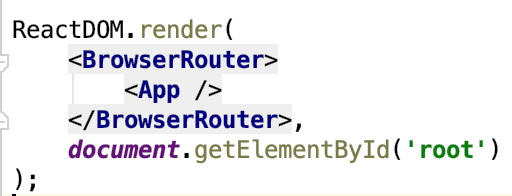 ReactDOM.render(
    <BrowserRouter>
        <App />
    </BrowserRouter>,
    document.getElementById('root')
);